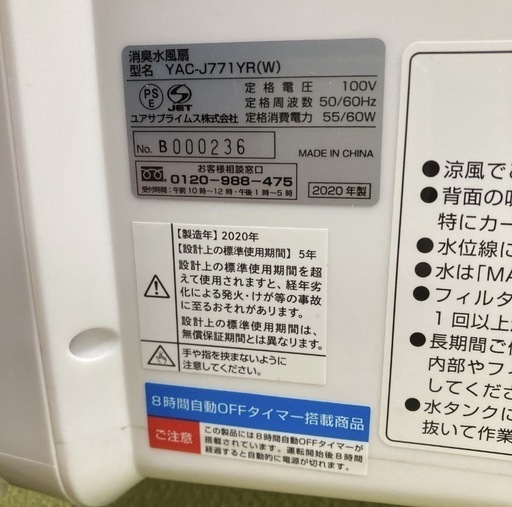 消臭水風扇
型名 YAC-J771YR(W)
PS
E
JET
ユアサプライムス株式会社
定格電圧 100V
定格周波数 50/60Hz
定格消費電力 55/60W
No. B000236
MADE IN CHINA
お客様相談窓口
0120-988-475
受付時間:午前10時〜12時・午後1時〜5時
2020年製
【製造年】2020年
【設計上の標準使用期間】5年
設計上の標準使用期間を超
えて使用されますと、経年劣
化による発火・けが等の事故
に至るおそれがあります。
設計上の標準使用期間は、
無償保証期間とは異なります。
手や指を挟まないように
注意してください。
8時間自動OFFタイマー搭載商品
ご注意
この製品には8時間自動OFFタイマーが
搭載されています。運転開始後8時間
経過すると自動的に電源が切れます。
●涼風でご
●背面の吸
特にカー
●水位線に
●水は「MA
●フィルタ
1回以上
●長期間ご
内部やフィ
してくださ
●水タンクに
抜いて作業